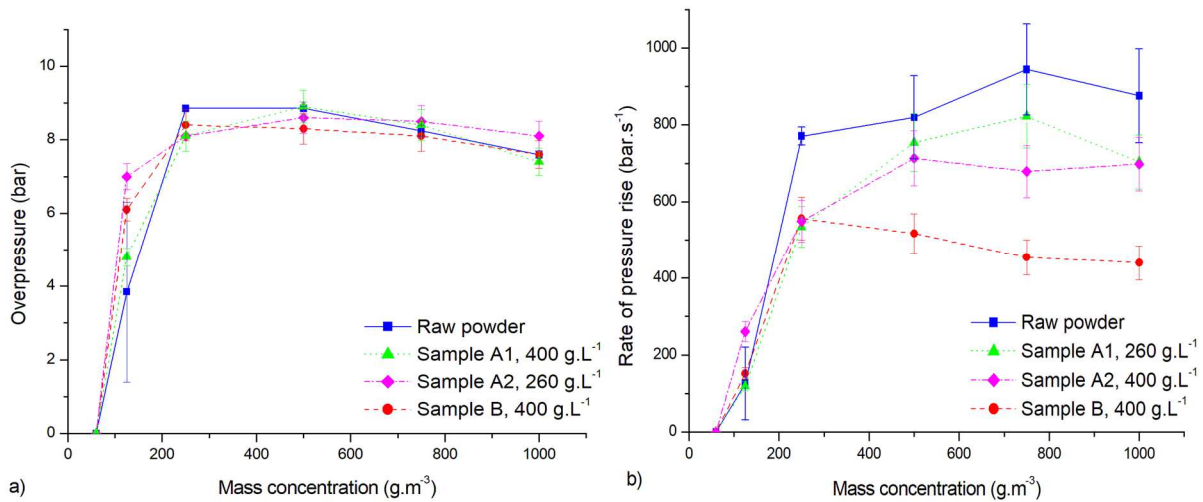 10
8
6
4
2
0
0
200
400
600
800
1000
Overpressure (bar)
Mass concentration (g.m⁻³)
Raw powder
Sample A1, 400 g.L⁻¹
Sample A2, 260 g.L⁻¹
Sample B, 400 g.L⁻¹
a)
1000
800
600
400
200
0
0
200
400
600
800
1000
Rate of pressure rise (bar.s⁻¹)
Mass concentration (g.m⁻³)
Raw powder
Sample A1, 260 g.L⁻¹
Sample A2, 400 g.L⁻¹
Sample B, 400 g.L⁻¹
b)